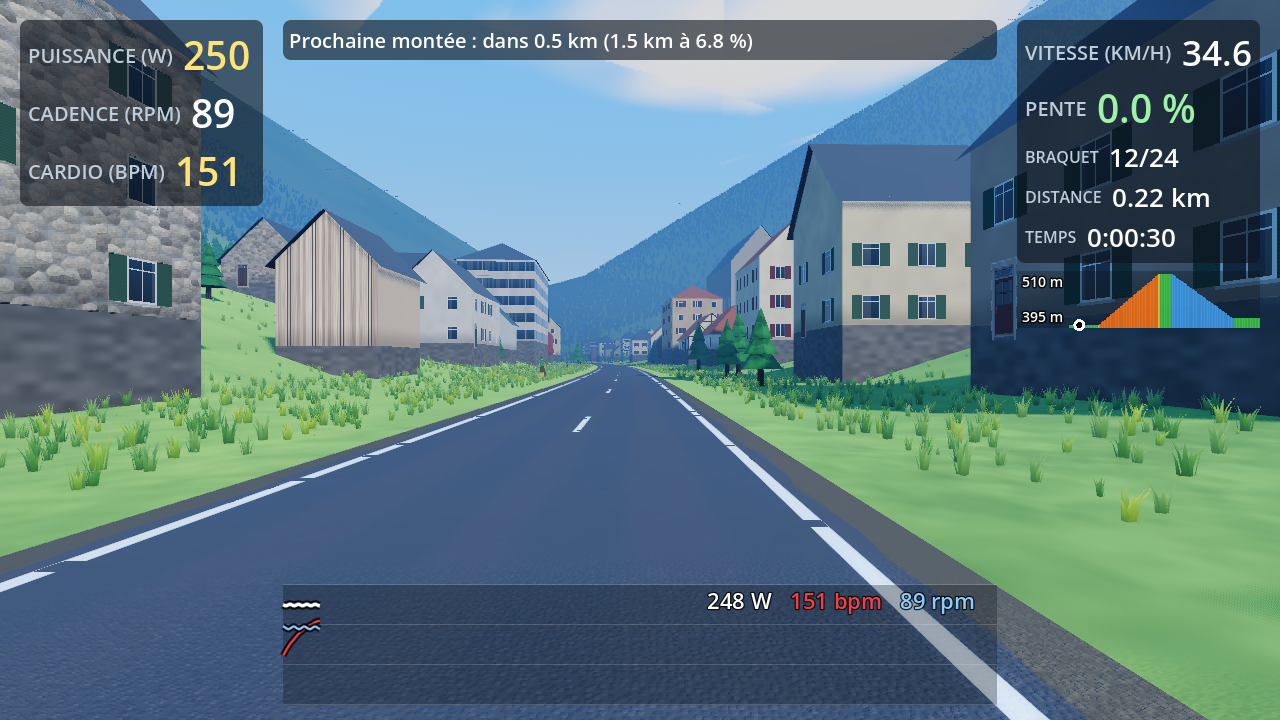 PUISSANCE (W) 250
CADENCE (RPM) 89
CARDIO (BPM) 151
Prochaine montée : dans 0.5 km (1.5 km à 6.8 %)
VITESSE (KM/H) 34.6
PENTE 0.0 %
BRAQUET 12/24
DISTANCE 0.22 km
TEMPS 0:00:30
510 m
395 m
248 W 151 bpm 89 rpm